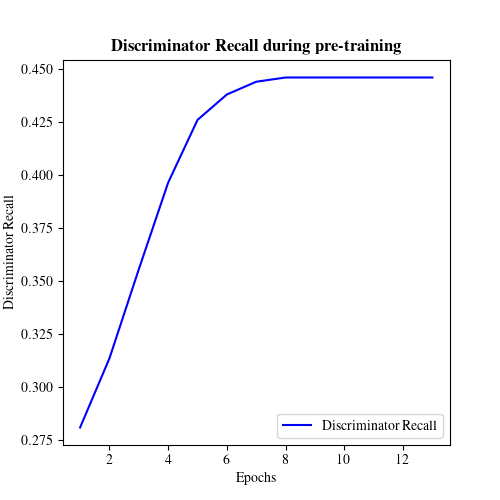 Discriminator Recall during pre-training
0.450
0.425
0.400
0.375
0.350
0.325
0.300
0.275
Discriminator Recall
Discriminator Recall
2 4 6 8 10 12
Epochs